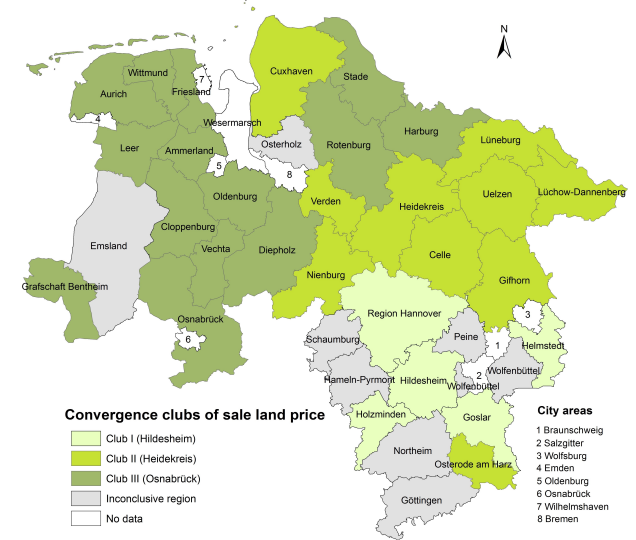 N
Cuxhaven
Stade
Wittmund
7
Friesland
Aurich
4
Wesermarsch
Harburg
Osterholz
Rotenburg
Lüneburg
Leer
Ammerland
5
8
Oldenburg
Verden
Heidekreis
Uelzen
Lüchow-Dannenberg
Cloppenburg
Emsland
Vechta
Diepholz
Celle
Nienburg
Gifhorn
Grafschaft Bentheim
Osnabrück
6
Region Hannover
3
Schaumburg
Peine
1
Helmstedt
Hameln-Pyrmont
Hildesheim
2
Wolfenbüttel
Wolfenbüttel
Holzminden
Goslar
Northeim
Osterode am Harz
Göttingen
Convergence clubs of sale land price
Club I (Hildesheim)
Club II (Heidekreis)
Club III (Osnabrück)
Inconclusive region
No data
City areas
1 Braunschweig
2 Salzgitter
3 Wolfsburg
4 Emden
5 Oldenburg
6 Osnabrück
7 Wilhelmshaven
8 Bremen